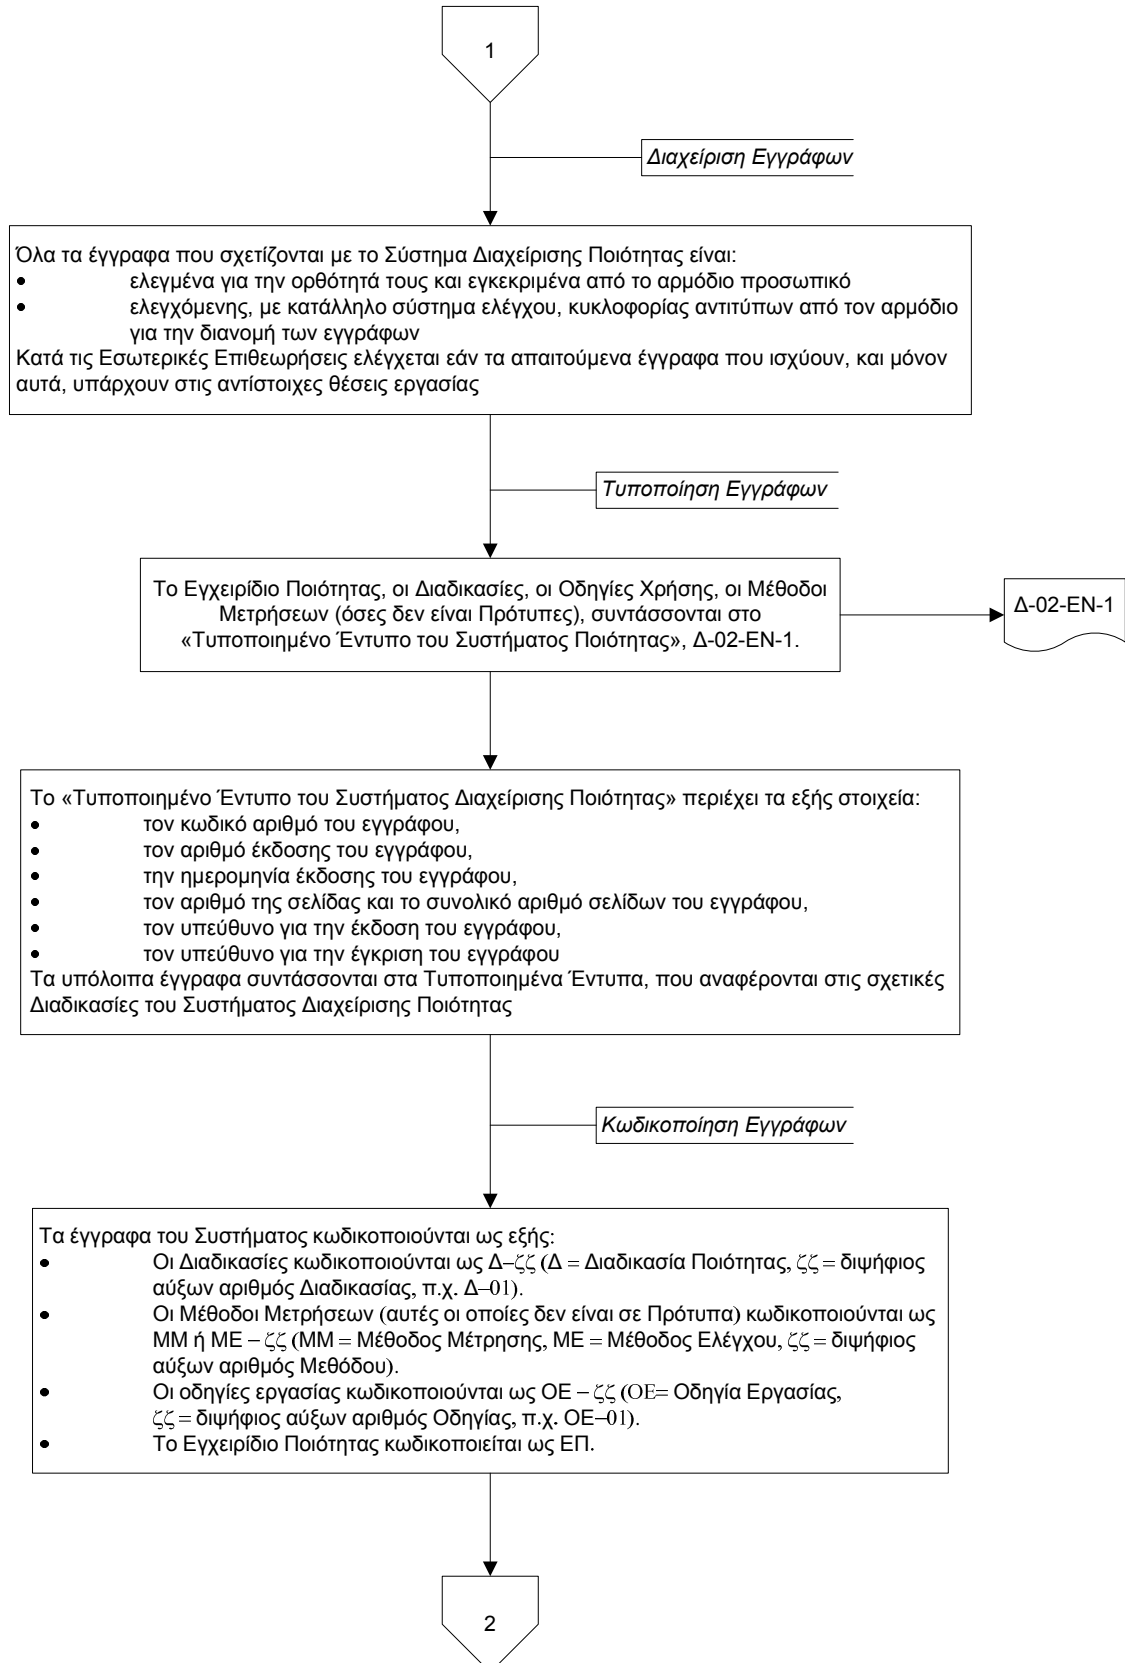 1
Διαχείριση Εγγράφων
Όλα τα έγγραφα που σχετίζονται με το Σύστημα Διαχείρισης Ποιότητας είναι:
• ελεγμένα για την ορθότητά τους και εγκεκριμένα από το αρμόδιο προσωπικό
• ελεγχόμενης, με κατάλληλο σύστημα ελέγχου, κυκλοφορίας αντιτύπων από τον αρμόδιο
για την διανομή των εγγράφων
Κατά τις Εσωτερικές Επιθεωρήσεις ελέγχεται εάν τα απαιτούμενα έγγραφα που ισχύουν, και μόνον
αυτά, υπάρχουν στις αντίστοιχες θέσεις εργασίας
Τυποποίηση Εγγράφων
Το Εγχειρίδιο Ποιότητας, οι Διαδικασίες, οι Οδηγίες Χρήσης, οι Μέθοδοι
Μετρήσεων (όσες δεν είναι Πρότυπες), συντάσσονται στο
«Τυποποιημένο Έντυπο του Συστήματος Ποιότητας», Δ-02-ΕΝ-1.
Δ-02-ΕΝ-1
Το «Τυποποιημένο Έντυπο του Συστήματος Διαχείρισης Ποιότητας» περιέχει τα εξής στοιχεία:
• τον κωδικό αριθμό του εγγράφου,
• τον αριθμό έκδοσης του εγγράφου,
• την ημερομηνία έκδοσης του εγγράφου,
• τον αριθμό της σελίδας και το συνολικό αριθμό σελίδων του εγγράφου,
• τον υπεύθυνο για την έκδοση του εγγράφου,
• τον υπεύθυνο για την έγκριση του εγγράφου
Τα υπόλοιπα έγγραφα συντάσσονται στα Τυποποιημένα Έντυπα, που αναφέρονται στις σχετικές
Διαδικασίες του Συστήματος Διαχείρισης Ποιότητας
Κωδικοποίηση Εγγράφων
Τα έγγραφα του Συστήματος κωδικοποιούνται ως εξής:
• Οι Διαδικασίες κωδικοποιούνται ως Δ–ζζ (Δ = Διαδικασία Ποιότητας, ζζ = διψήφιος
αύξων αριθμός Διαδικασίας, π.χ. Δ–01).
• Οι Μέθοδοι Μετρήσεων (αυτές οι οποίες δεν είναι σε Πρότυπα) κωδικοποιούνται ως
ΜΜ ή ΜΕ – ζζ (ΜΜ = Μέθοδος Μέτρησης, ΜΕ = Μέθοδος Ελέγχου, ζζ = διψήφιος
αύξων αριθμός Μεθόδου).
• Οι οδηγίες εργασίας κωδικοποιούνται ως ΟΕ – ζζ (ΟΕ= Οδηγία Εργασίας,
ζζ = διψήφιος αύξων αριθμός Οδηγίας, π.χ. ΟΕ–01).
• Το Εγχειρίδιο Ποιότητας κωδικοποιείται ως ΕΠ.
2